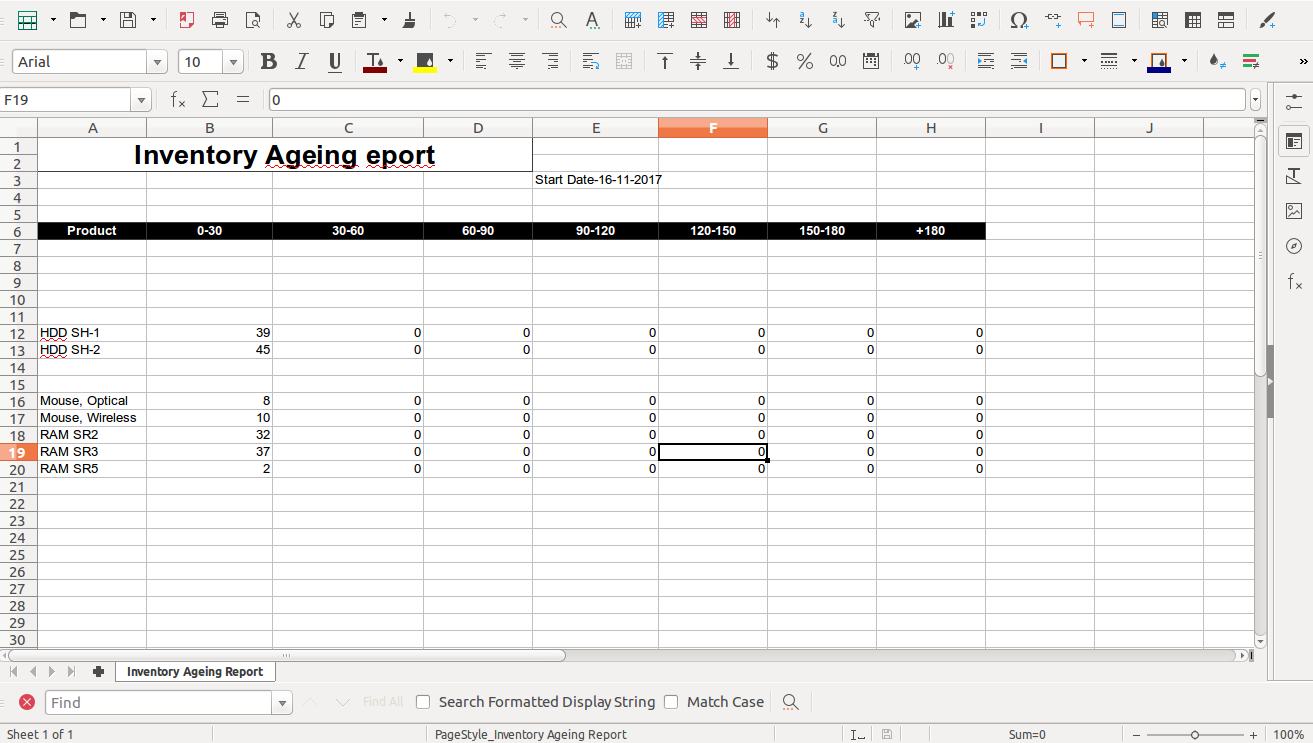 Arial 10
F19 0
A B C D E F G H I J
1 Inventory Ageing eport
2
3 Start Date-16-11-2017
4
5
6 Product 0-30 30-60 60-90 90-120 120-150 150-180 +180
7
8
9
10
11
12 HDD SH-1 39 0 0 0 0 0 0
13 HDD SH-2 45 0 0 0 0 0 0
14
15
16 Mouse, Optical 8 0 0 0 0 0 0
17 Mouse, Wireless 10 0 0 0 0 0 0
18 RAM SR2 32 0 0 0 0 0 0
19 RAM SR3 37 0 0 0 0 0 0
20 RAM SR5 2 0 0 0 0 0 0
21
22
23
24
25
26
27
28
29
30
Inventory Ageing Report
Find Find All Search Formatted Display String Match Case
Sheet 1 of 1 PageStyle_Inventory Ageing Report Sum=0 100%